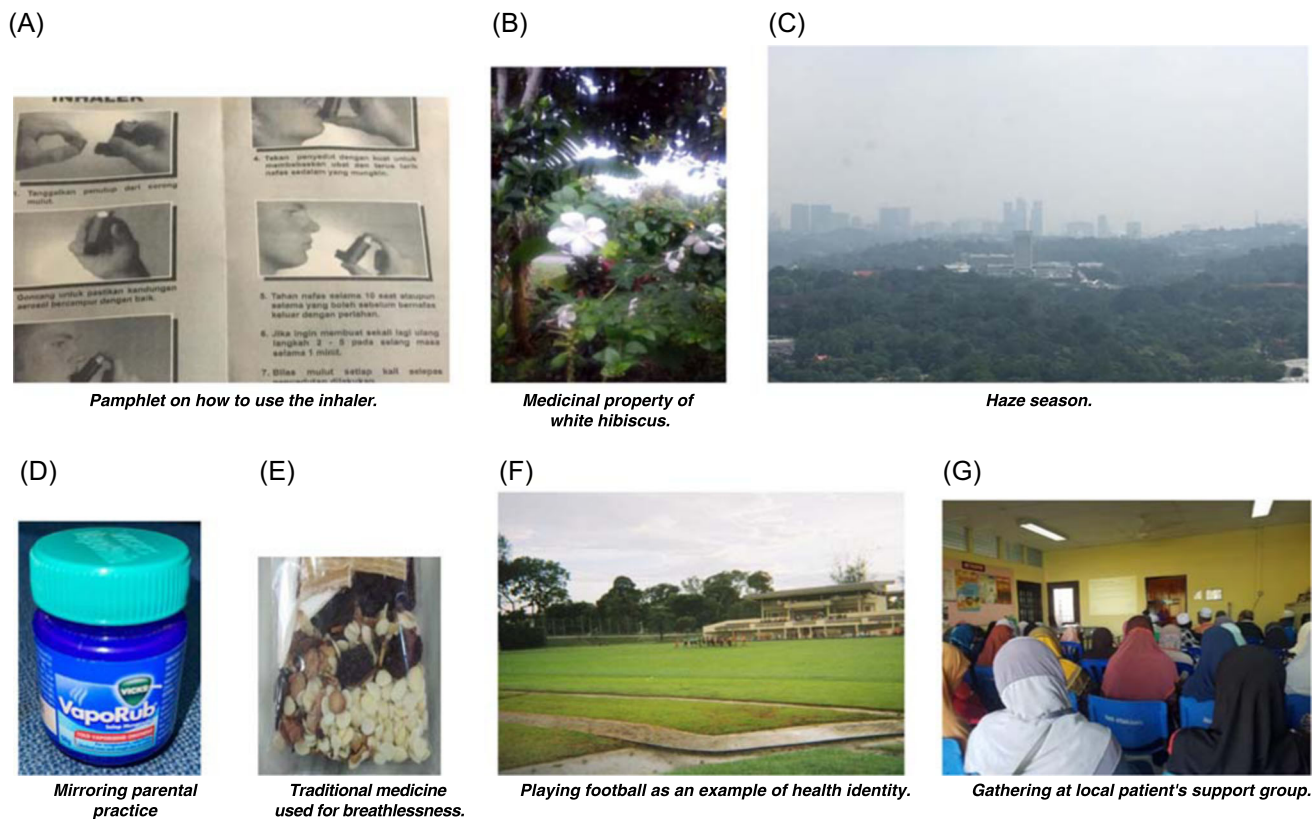 (A)
(B)
(C)
INHALER
1. Tanggalkan penutup dari corong
mulut.
Goncang untuk pastikan kandungan
aerosol bercampur dengan baik.
4. Tekan penyedut dengan kuat untuk
membebaskan ubat dan terus tarik
nafas sedalam yang mungkin.
5. Tahan nafas selama 10 saat ataupun
selama yang boleh sebelum bernafas
keluar dengan perlahan.
6. Jika ingin membuat sekali lagi ulang
langkah 2 - 5 pada selang masa
selama 1 minit.
7. Bilas mulut setiap kali selepas
penyedutan dilakukan
Pamphlet on how to use the inhaler.
Medicinal property of
white hibiscus.
Haze season.
(D)
(E)
(F)
(G)
VICKS
VapoRub
Mirroring parental
practice
Traditional medicine
used for breathlessness.
Playing football as an example of health identity.
Gathering at local patient's support group.